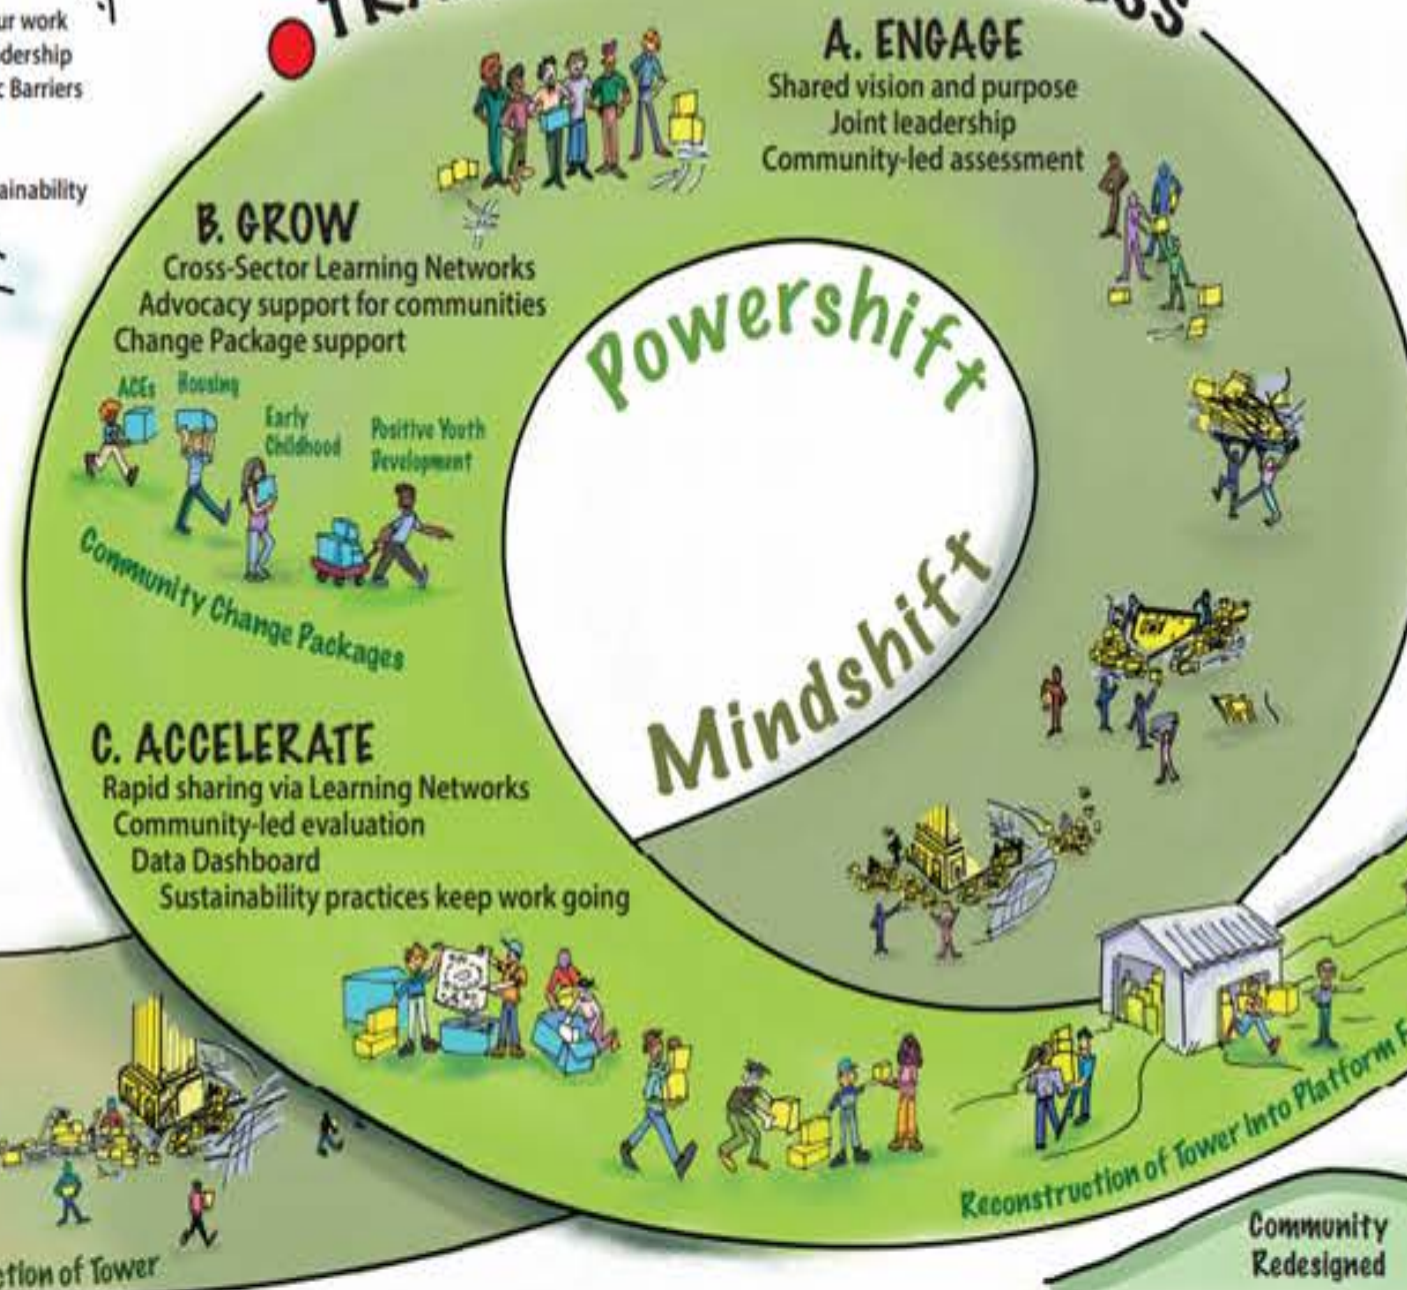 ur work
dership
Barriers
ainability
A. ENGAGE
Shared vision and purpose
Joint leadership
Community-led assessment
B. GROW
Cross-Sector Learning Networks
Advocacy support for communities
Change Package support
ACEs
Housing
Early
Childhood
Positive Youth
Development
Community Change Packages
Powershift
Mindshift
C. ACCELERATE
Rapid sharing via Learning Networks
Community-led evaluation
Data Dashboard
Sustainability practices keep work going
Reconstruction of Tower Into Platform F
ction of Tower
Community
Redesigned